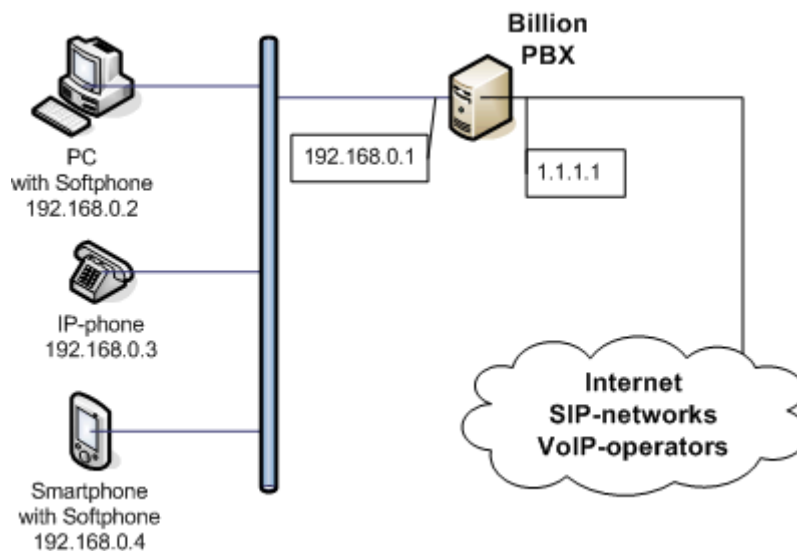 Billion
PBX
192.168.0.1
1.1.1.1
PC
with Softphone
192.168.0.2
IP-phone
192.168.0.3
Smartphone
with Softphone
192.168.0.4
Internet
SIP-networks
VoIP-operators